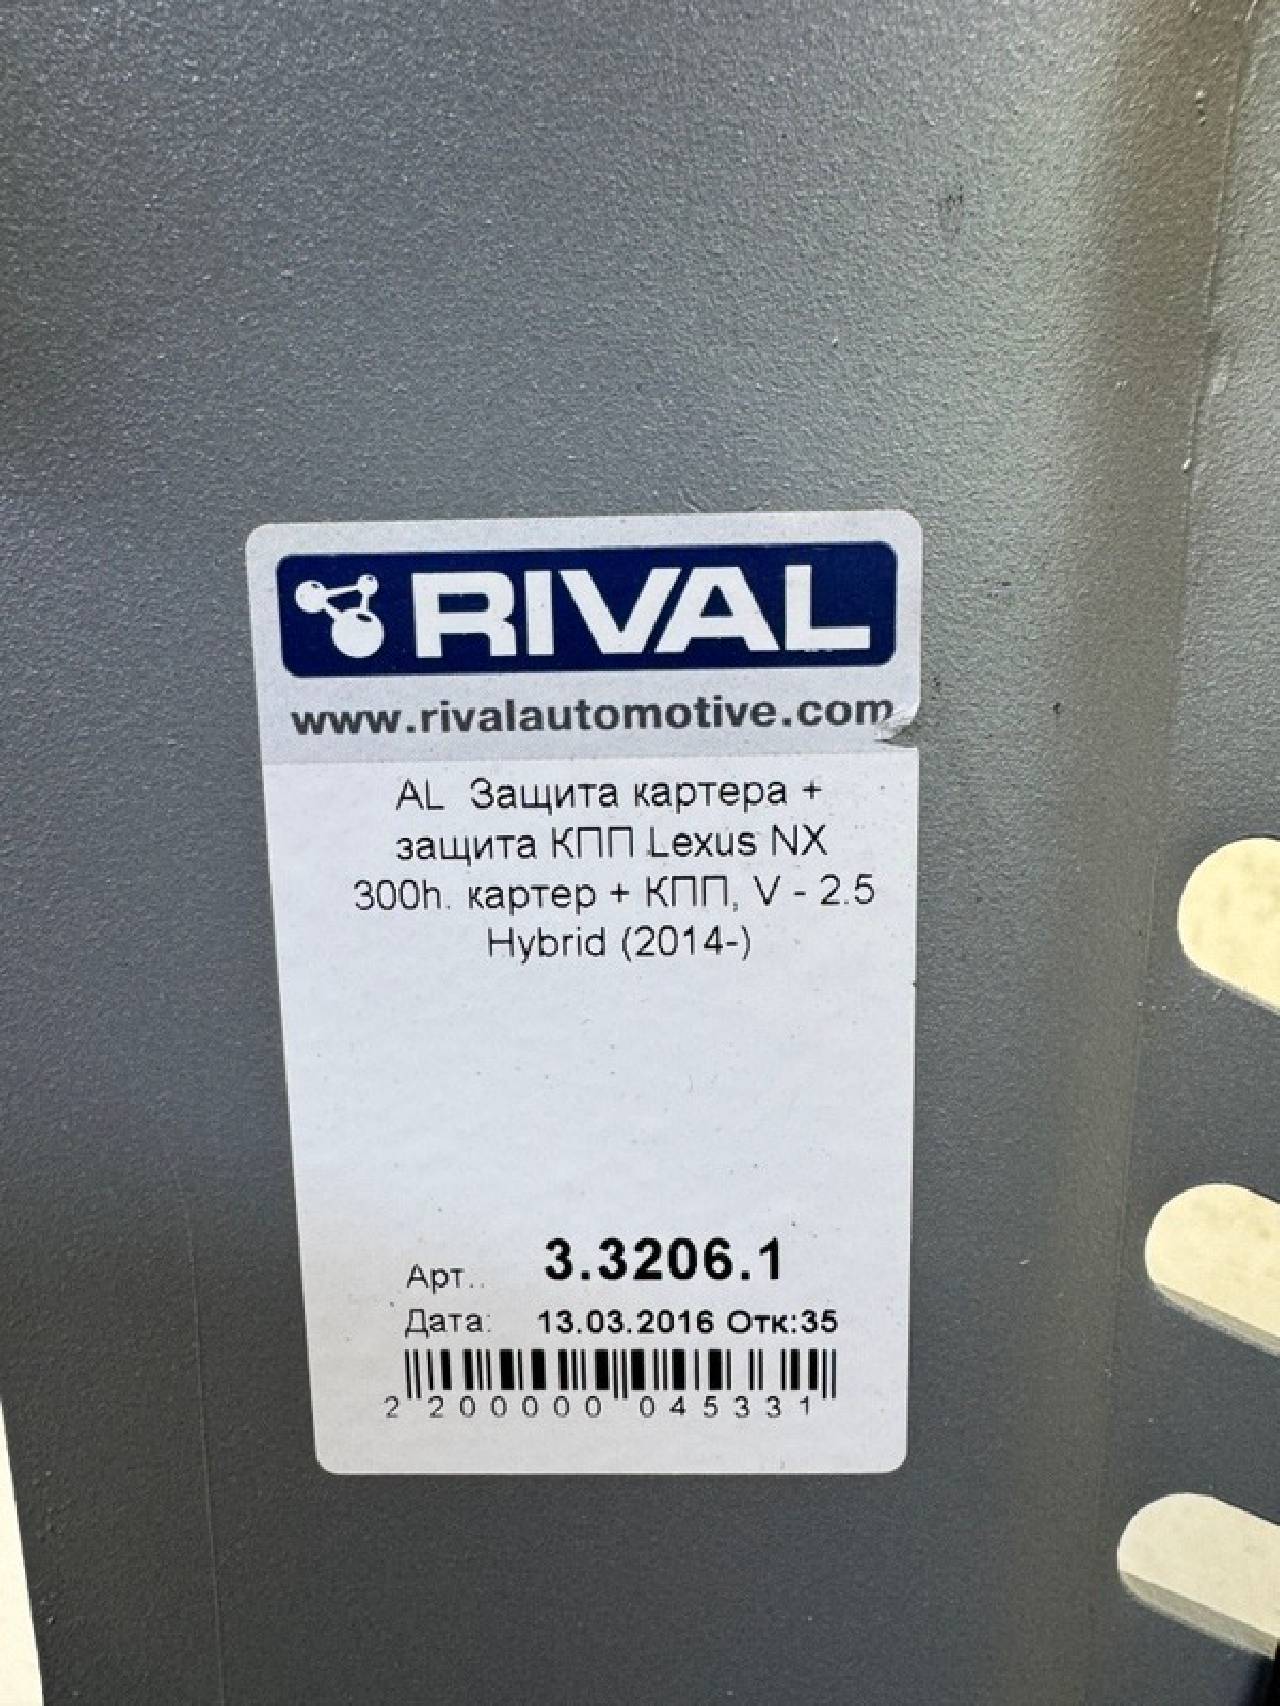 RIVAL
www.rivalautomotive.com
AL Защита картера +
защита КПП Lexus NX
300h. картер + КПП, V - 2.5
Hybrid (2014-)
Арт.. 3.3206.1
Дата: 13.03.2016 Отк:35
2 200000 045331